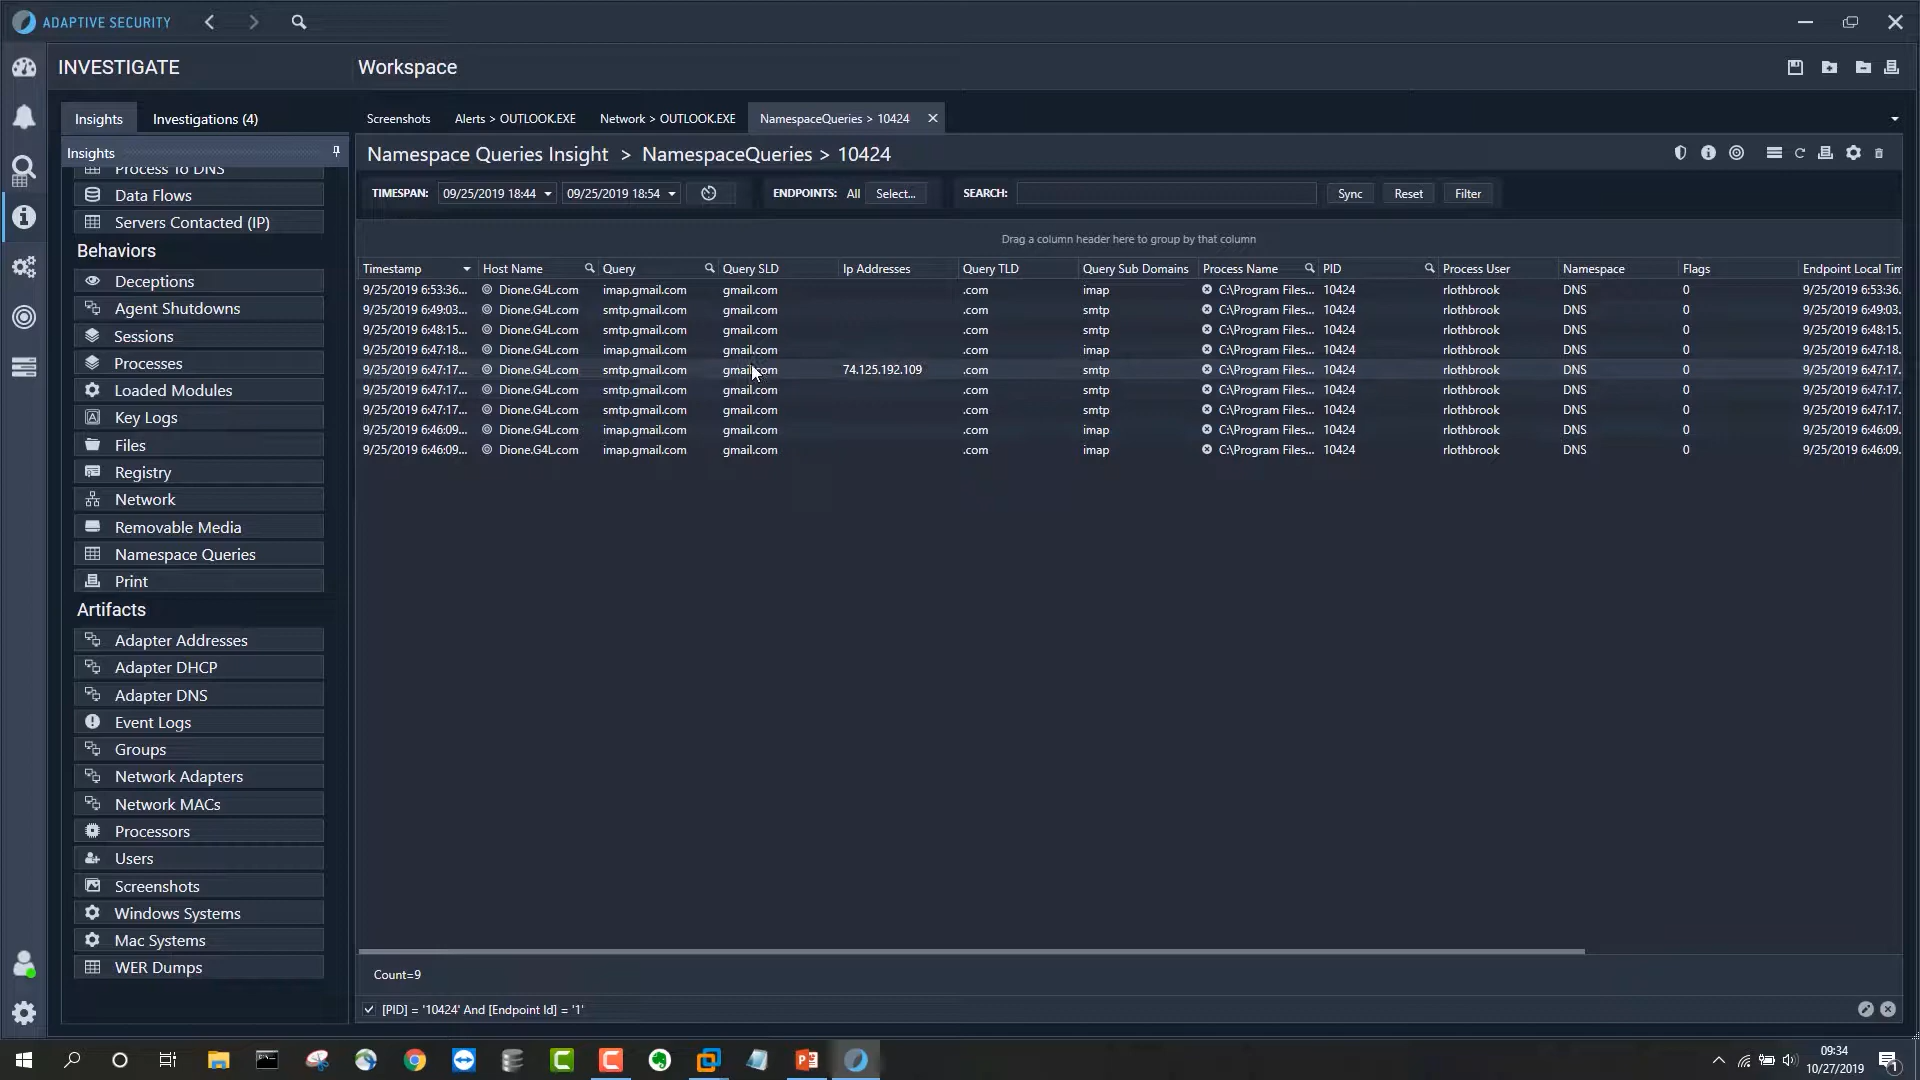 ADAPTIVE SECURITY
INVESTIGATE
Workspace
Insights Investigations (4)
Screenshots Alerts > OUTLOOK.EXE Network > OUTLOOK.EXE NamespaceQueries > 10424
Insights
Namespace Queries Insight > NamespaceQueries > 10424
TIMESPAN: 09/25/2019 18:44 09/25/2019 18:54 ENDPOINTS: All Select... SEARCH: Sync Reset Filter
Drag a column header here to group by that column
Process To DNS
Data Flows
Servers Contacted (IP)
Behaviors
Deceptions
Agent Shutdowns
Sessions
Processes
Loaded Modules
Key Logs
Files
Registry
Network
Removable Media
Namespace Queries
Print
Artifacts
Adapter Addresses
Adapter DHCP
Adapter DNS
Event Logs
Groups
Network Adapters
Network MACs
Processors
Users
Screenshots
Windows Systems
Mac Systems
WER Dumps
Timestamp Host Name Query Query SLD Ip Addresses Query TLD Query Sub Domains Process Name PID Process User Namespace Flags Endpoint Local Tim
9/25/2019 6:53:36... Dione.G4L.com imap.gmail.com gmail.com .com imap C:\Program Files... 10424 rlothbrook DNS 0 9/25/2019 6:53:36.
9/25/2019 6:49:03... Dione.G4L.com smtp.gmail.com gmail.com .com smtp C:\Program Files... 10424 rlothbrook DNS 0 9/25/2019 6:49:03.
9/25/2019 6:48:15... Dione.G4L.com smtp.gmail.com gmail.com .com smtp C:\Program Files... 10424 rlothbrook DNS 0 9/25/2019 6:48:15.
9/25/2019 6:47:18... Dione.G4L.com imap.gmail.com gmail.com .com imap C:\Program Files... 10424 rlothbrook DNS 0 9/25/2019 6:47:18.
9/25/2019 6:47:17... Dione.G4L.com smtp.gmail.com gmail.com 74.125.192.109 .com smtp C:\Program Files... 10424 rlothbrook DNS 0 9/25/2019 6:47:17.
9/25/2019 6:47:17... Dione.G4L.com smtp.gmail.com gmail.com .com smtp C:\Program Files... 10424 rlothbrook DNS 0 9/25/2019 6:47:17.
9/25/2019 6:47:17... Dione.G4L.com smtp.gmail.com gmail.com .com smtp C:\Program Files... 10424 rlothbrook DNS 0 9/25/2019 6:47:17.
9/25/2019 6:46:09... Dione.G4L.com imap.gmail.com gmail.com .com imap C:\Program Files... 10424 rlothbrook DNS 0 9/25/2019 6:46:09.
9/25/2019 6:46:09... Dione.G4L.com imap.gmail.com gmail.com .com imap C:\Program Files... 10424 rlothbrook DNS 0 9/25/2019 6:46:09.
Count=9
[PID] = '10424' And [Endpoint Id] = '1'
09:34
10/27/2019
1